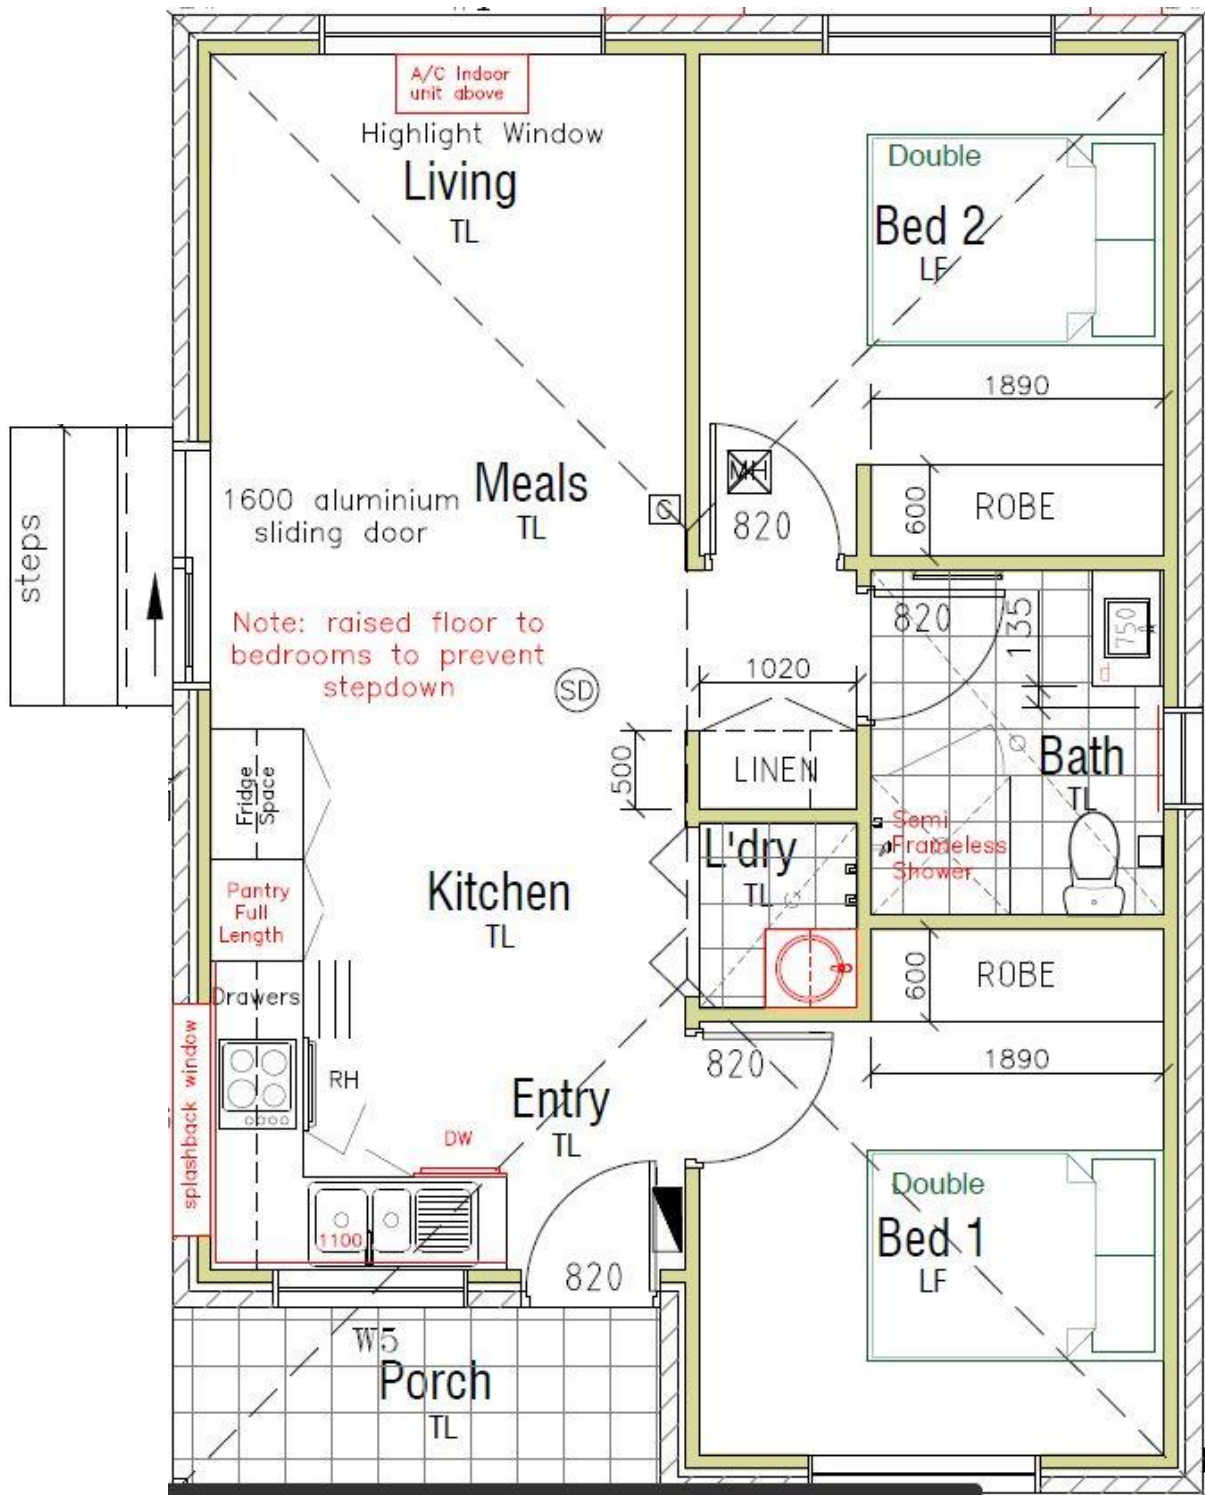 A/C Indoor
unit above
Highlight Window
Living
TL
Double
Bed 2
LF
1890
600
ROBE
MH
820
Meals
TL
1600 aluminium
sliding door
steps
Note: raised floor to
bedrooms to prevent
stepdown
SD
820
135
750
d
1020
500
LINEN
Bath
TL
Semi
Frameless
Shower
Fridge
Space
Pantry
Full
Length
Kitchen
TL
L'dry
TL
600
ROBE
1890
Drawers
splashback window
RH
820
Entry
TL
DW
1100
820
Double
Bed 1
LF
W5
Porch
TL